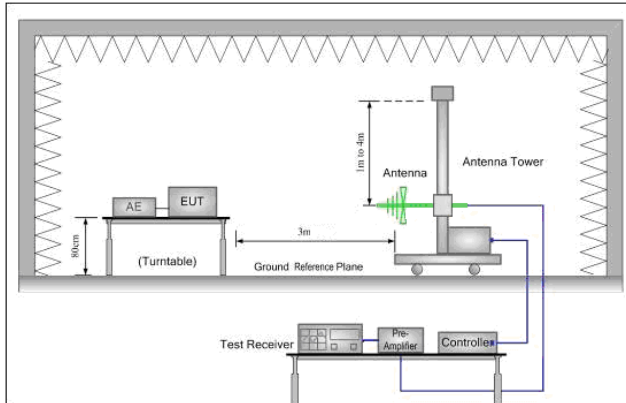 1m to 4m
Antenna
Antenna Tower
AE
EUT
3m
80cm
(Turntable)
Ground Reference Plane
Test Receiver
Pre-
Amplifier
Controller